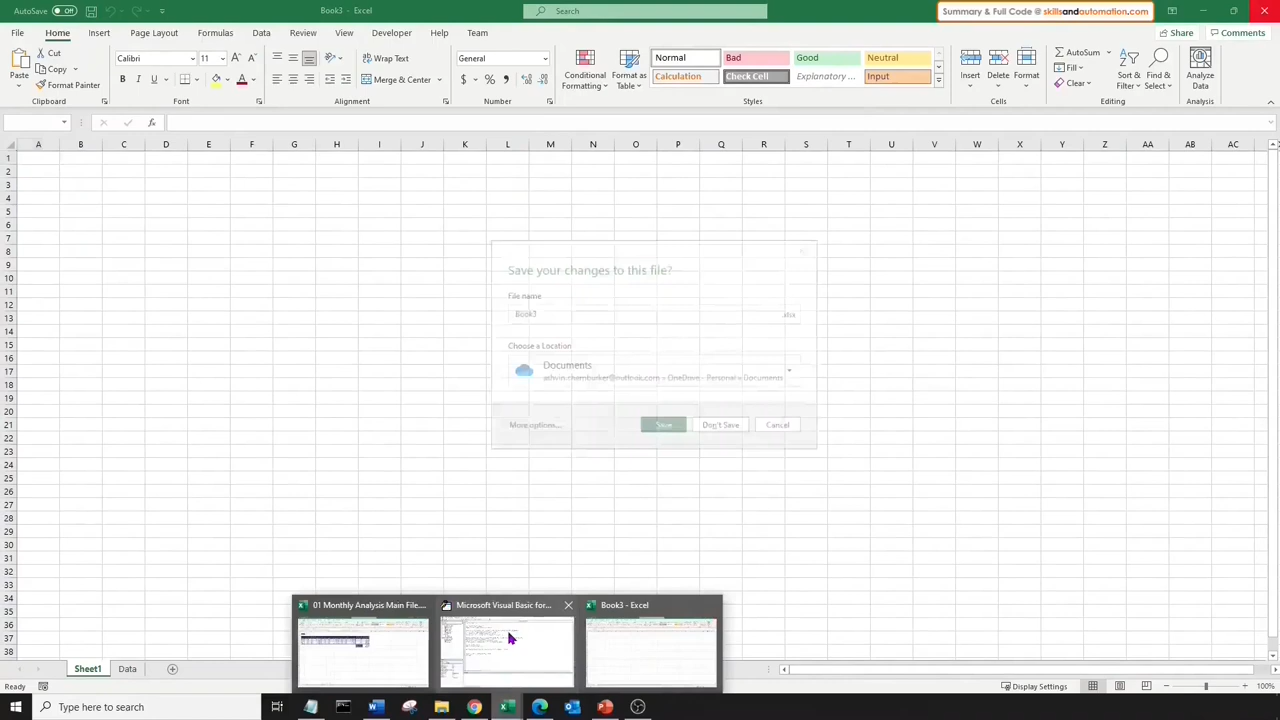 AutoSave Off
Book3 - Excel
Search
Summary & Full Code @ skillsandautomation.com
File Home Insert Page Layout Formulas Data Review View Developer Help Team
Share Comments
Paste
Cut
Copy
Format Painter
Clipboard
Calibri 11
B I U
Font
Wrap Text
Merge & Center
Alignment
General
$ % ,
Number
Conditional Formatting
Format as Table
Normal Bad Good Neutral
Calculation Check Cell Explanatory ... Input
Styles
Insert Delete Format
Cells
AutoSum
Fill
Clear
Sort & Filter
Find & Select
Editing
Analyze Data
Analysis
fx
A B C D E F G H I J K L M N O P Q R S T U V W X Y Z AA AB AC
1
2
3
4
5
6
7
8
9
10
11
12
13
14
15
16
17
18
19
20
21
22
23
24
25
26
27
28
29
30
31
32
33
34
35
36
37
38
Save your changes to this file?
File name
Book3 .xlsx
Choose a Location
Documents
OneDrive - Personal » Documents
More options... Save Don't Save Cancel
01 Monthly Analysis Main File.... Microsoft Visual Basic for... Book3 - Excel
Sheet1 Data
Ready
Display Settings
100%
Type here to search